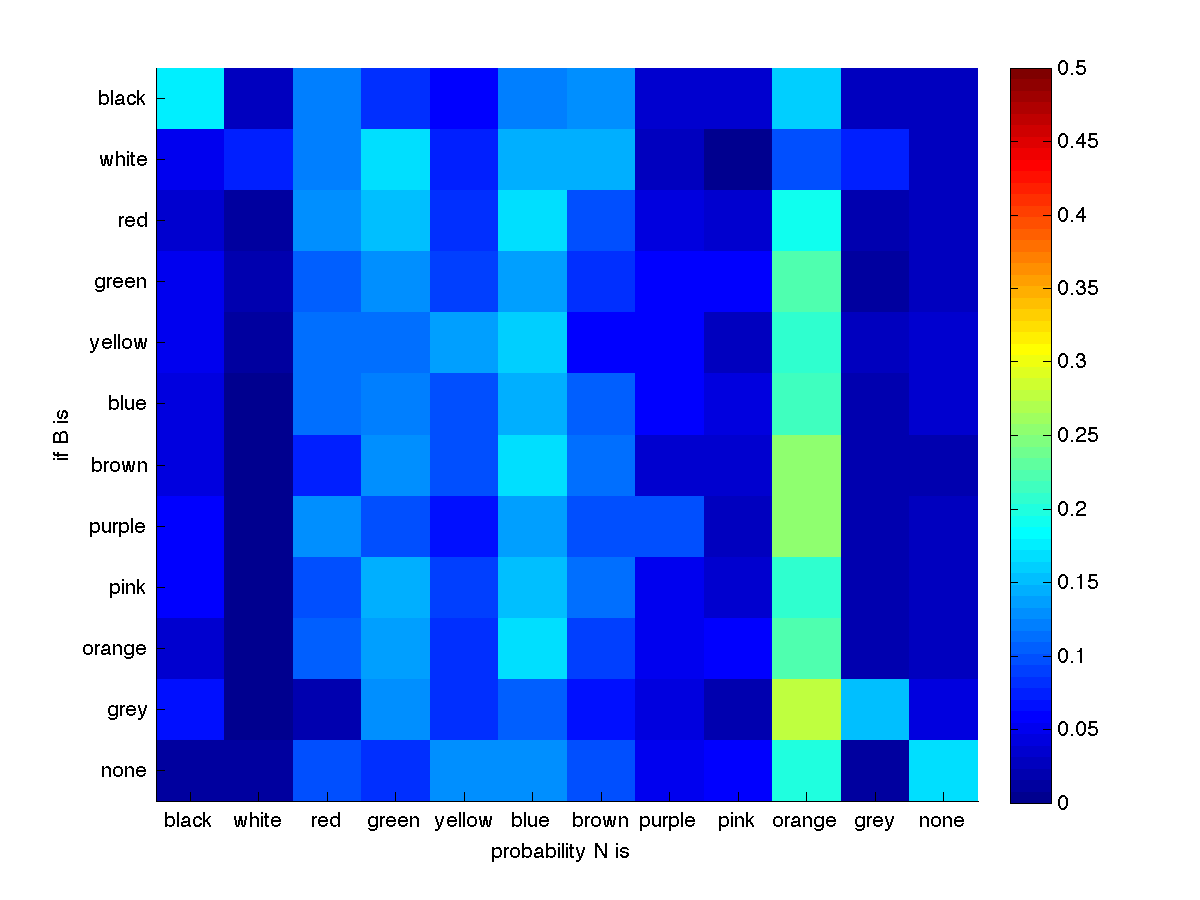 black
white
red
green
yellow
blue
brown
purple
pink
orange
grey
none
if B is
black white red green yellow blue brown purple pink orange grey none
probability N is
0.5
0.45
0.4
0.35
0.3
0.25
0.2
0.15
0.1
0.05
0